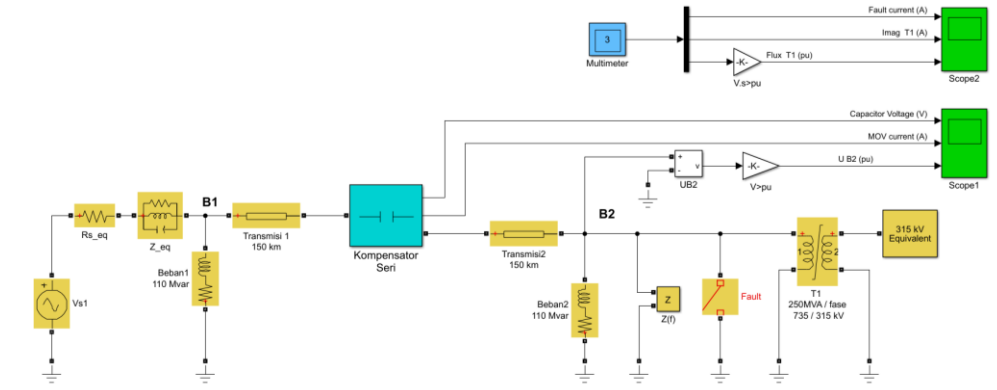 Fault current (A)
Imag T1 (A)
3
Flux T1 (pu)
-K-
Multimeter
V.s>pu
Scope2
Capacitor Voltage (V)
MOV current (A)
U B2 (pu)
+
-
v
-K-
UB2
V>pu
Scope1
B1
B2
Rs_eq
Z_eq
Transmisi 1
150 km
Kompensator
Seri
Transmisi2
150 km
315 kV
Equivalent
+
Vs1
Beban1
110 Mvar
Beban2
110 Mvar
Z
Z(f)
Fault
+
+
1
2
T1
250MVA / fase
735 / 315 kV